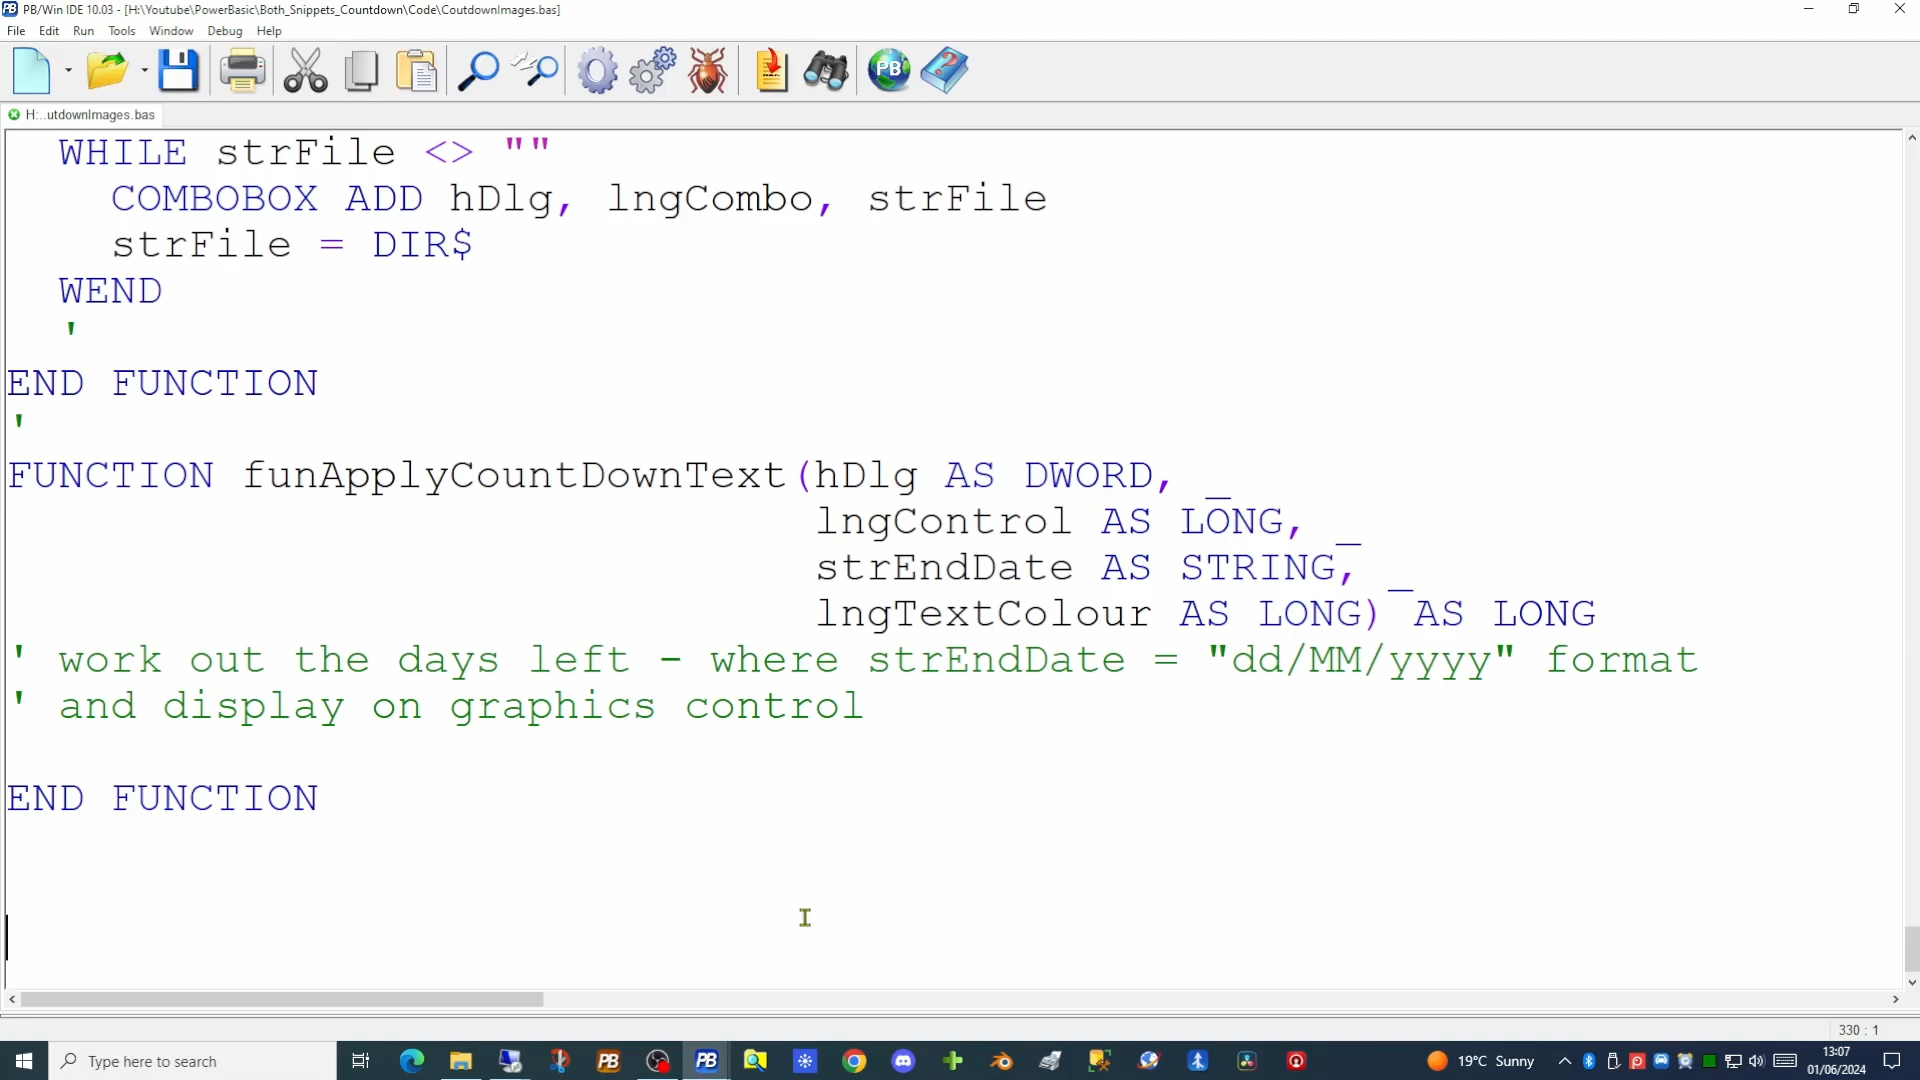 PB/Win IDE 10.03 - [H:\Youtube\PowerBasic\Both_Snippets_Countdown\Code\CoutdownImages.bas]
File Edit Run Tools Window Debug Help
PB
H:..utdownImages.bas
WHILE strFile <> ""
COMBOBOX ADD hDlg, lngCombo, strFile
strFile = DIR$
WEND
'
END FUNCTION
'
FUNCTION funApplyCountDownText(hDlg AS DWORD, _
lngControl AS LONG, _
strEndDate AS STRING, _
lngTextColour AS LONG) AS LONG
' work out the days left - where strEndDate = "dd/MM/yyyy" format
' and display on graphics control
END FUNCTION
330 : 1
Type here to search
PB
PB
19°C Sunny
13:07
01/06/2024